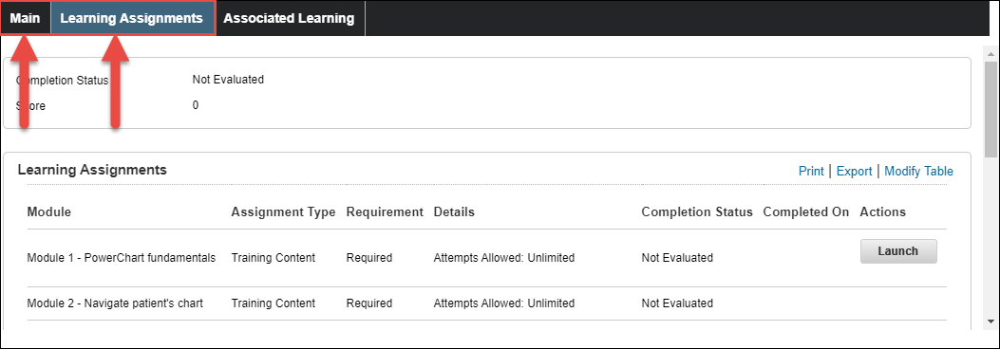 Main Learning Assignments Associated Learning
Completion Status Not Evaluated
Score 0
Learning Assignments Print | Export | Modify Table
Module Assignment Type Requirement Details Completion Status Completed On Actions
Module 1 - PowerChart fundamentals Training Content Required Attempts Allowed: Unlimited Not Evaluated Launch
Module 2 - Navigate patient's chart Training Content Required Attempts Allowed: Unlimited Not Evaluated